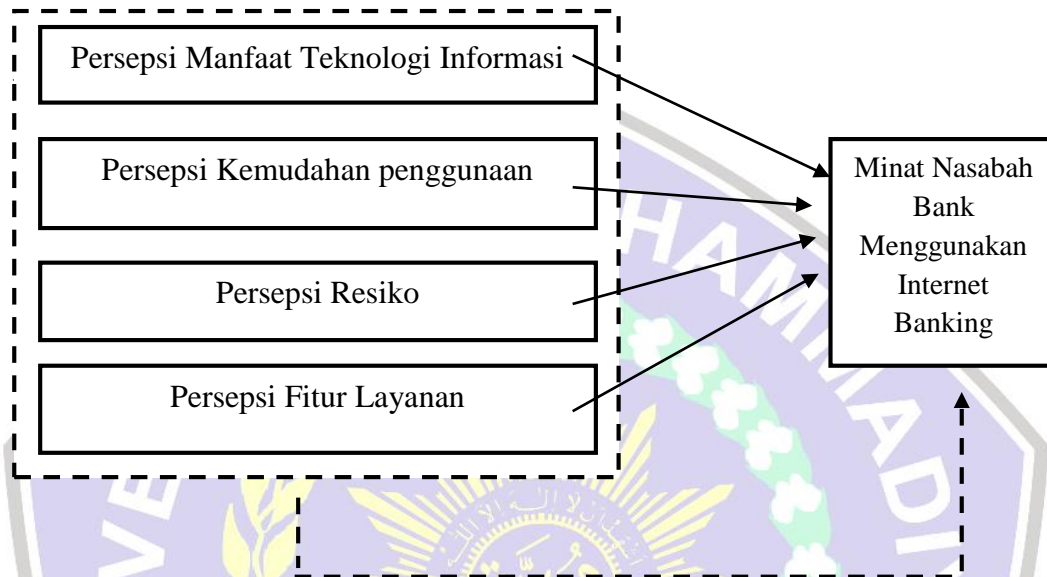 Persepsi Manfaat Teknologi Informasi
Persepsi Kemudahan penggunaan
Persepsi Resiko
Persepsi Fitur Layanan
Minat Nasabah
Bank
Menggunakan
Internet
Banking